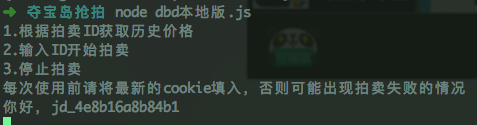 ➜ 夺宝岛抢拍 node dbd本地版.js
1.根据拍卖ID获取历史价格
2.输入ID开始拍卖
3.停止拍卖
每次使用前请将最新的cookie填入, 否则可能出现拍卖失败的情况
你好, jd_4e8b16a8b84b1